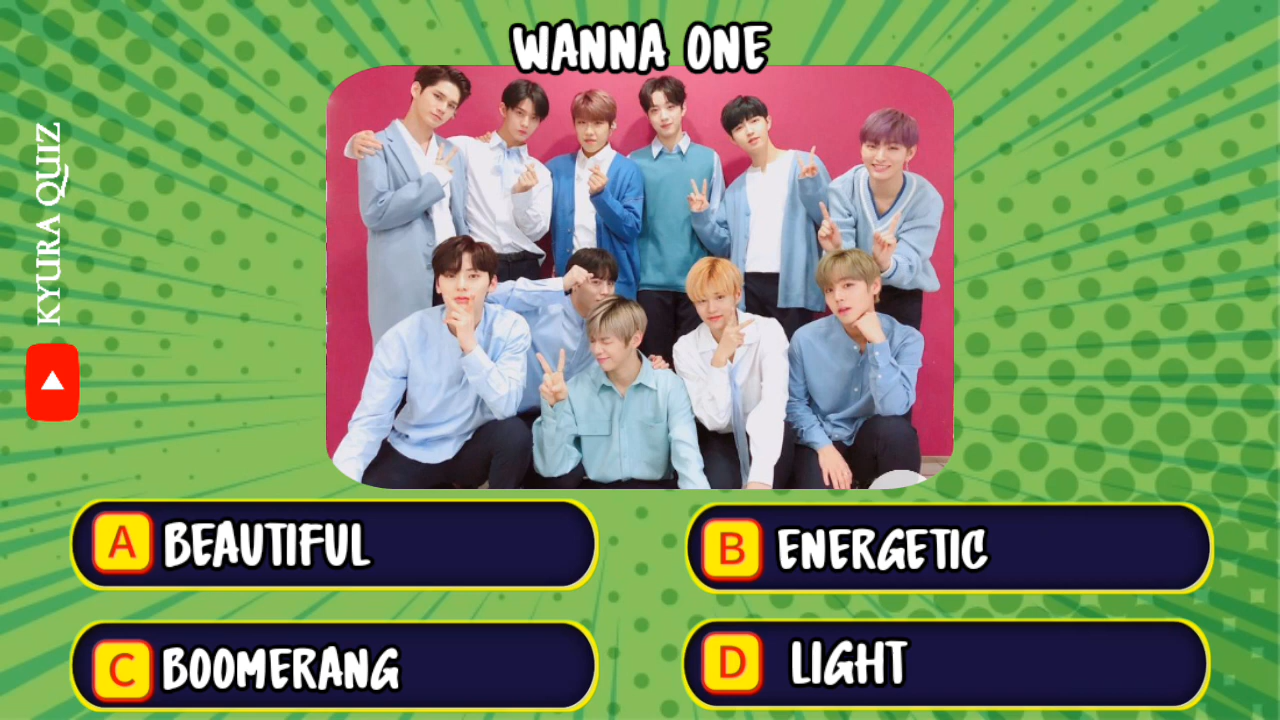 WANNA ONE
KYURA QUIZ
A BEAUTIFUL
B ENERGETIC
C BOOMERANG
D LIGHT